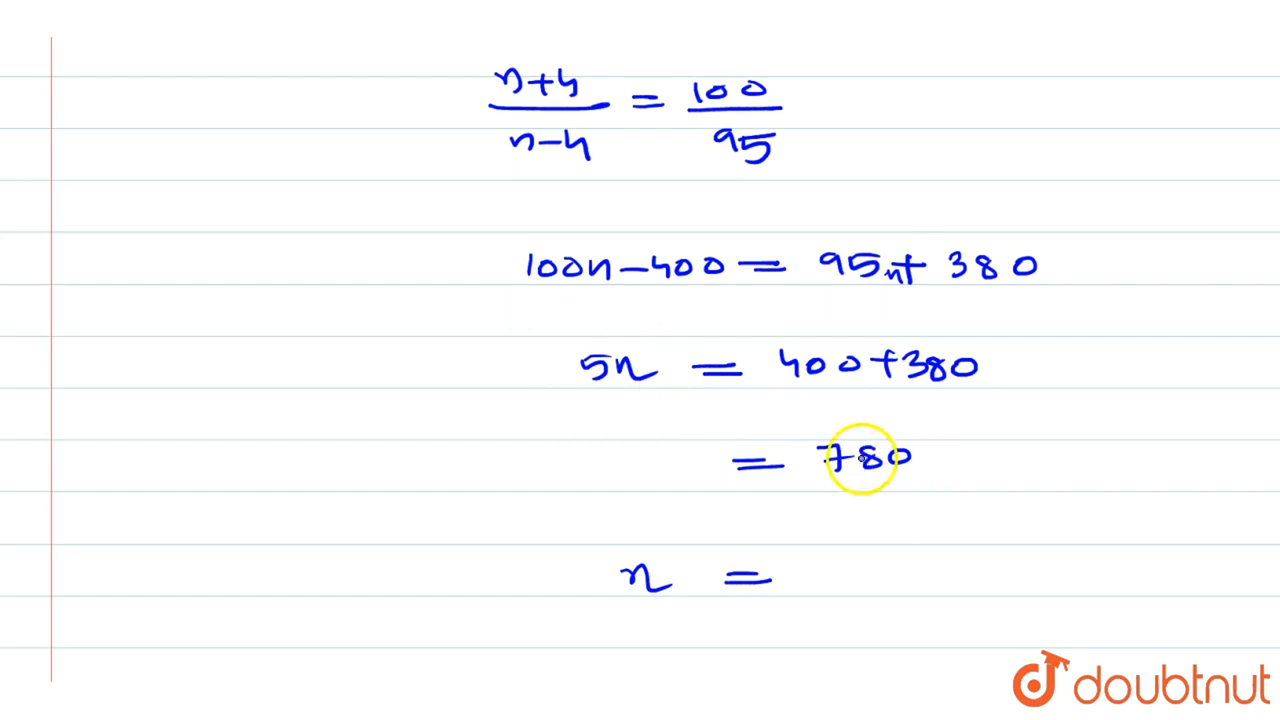 n+4 / n-4 = 100 / 95
100n-400 = 95n+ 380
5n = 400+380
= 780
n =
doubtnut